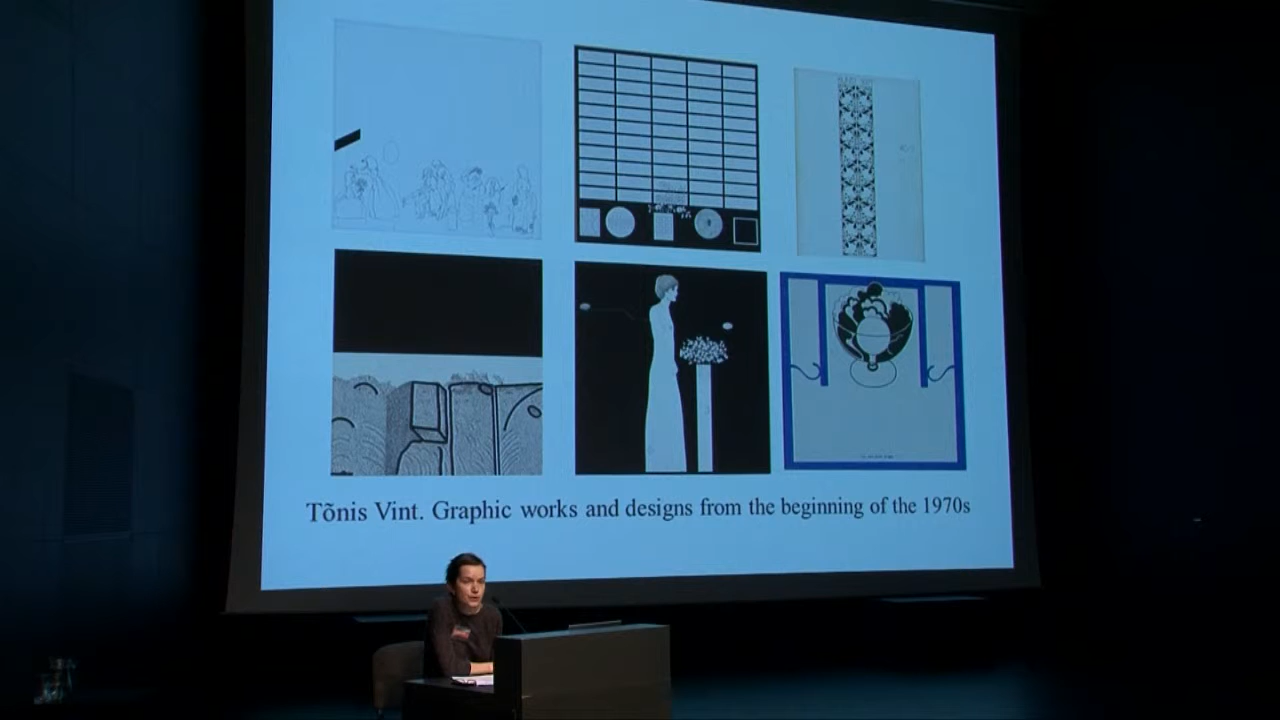 Tõnis Vint. Graphic works and designs from the beginning of the 1970s